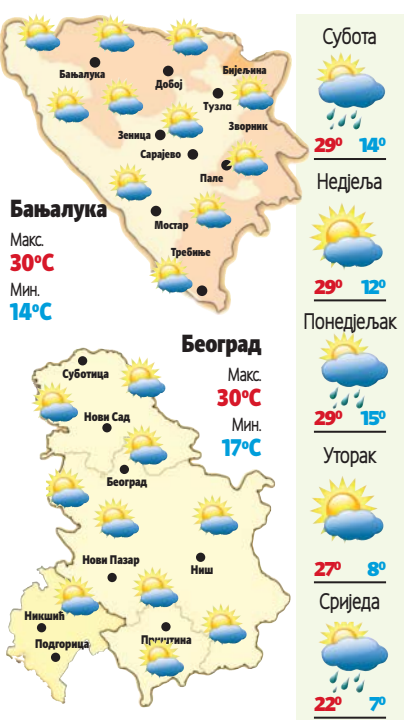 Бањалука
Добој
Бијељина
Тузла
Зворник
Зеница
Сарајево
Пале
Мостар
Требиње
Бањалука
Макс.
30°C
Мин.
14°C
Београд
Макс.
30°C
Мин.
17°C
Суботица
Нови Сад
Београд
Нови Пазар
Ниш
Никшић
Подгорица
Приштина
Субота
29° 14°
Недјеља
29° 12°
Понедјељак
29° 15°
Уторак
27° 8°
Сриједа
22° 7°